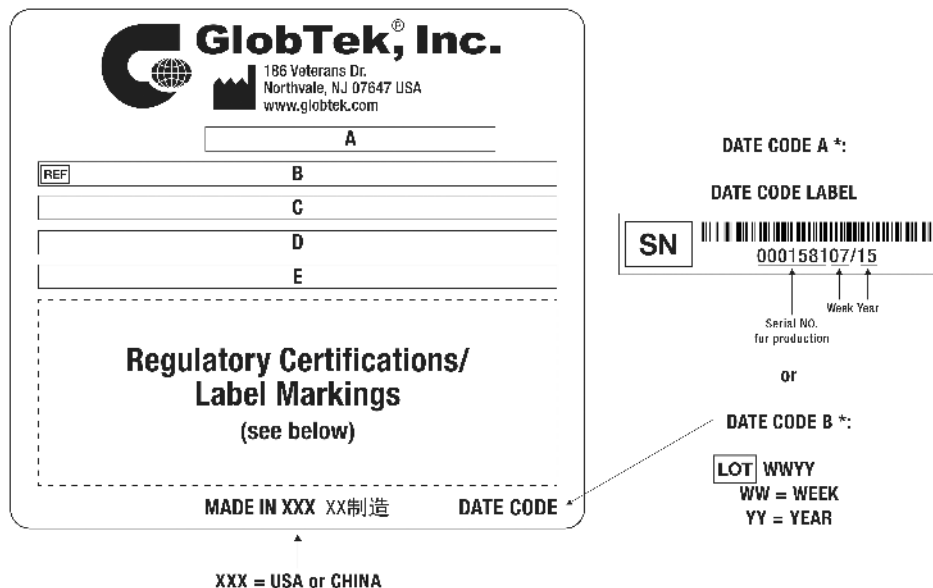 GlobTek,® Inc.
186 Veterans Dr.
Northvale, NJ 07647 USA
www.globtek.com
A
REF B
C
D
E
Regulatory Certifications/
Label Markings
(see below)
MADE IN XXX XX制造 DATE CODE
XXX = USA or CHINA
DATE CODE A *:
DATE CODE LABEL
SN
000158107/15
Week Year
Serial NO.
for production
or
DATE CODE B *:
LOT WWYY
WW = WEEK
YY = YEAR